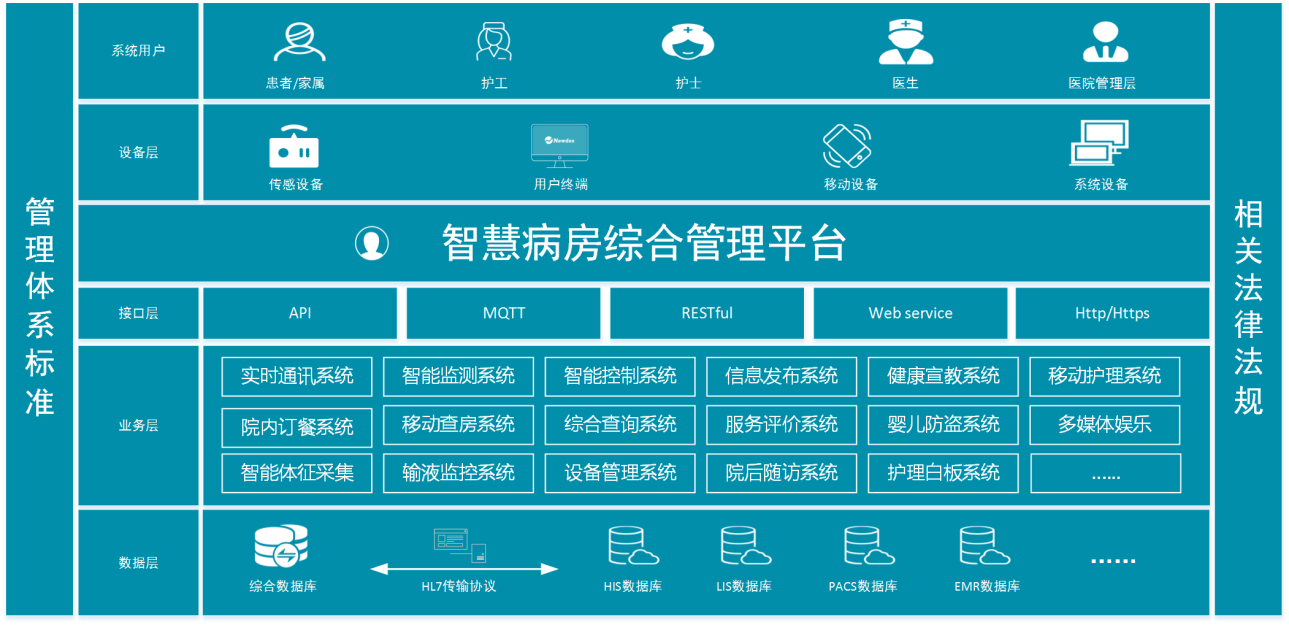 管理体系标准
系统用户
患者/家属
护工
护士
医生
医院管理层
设备层
传感设备
用户终端
移动设备
系统设备
智慧病房综合管理平台
接口层
API
MQTT
RESTful
Web service
Http/Https
业务层
实时通讯系统
智能监测系统
智能控制系统
信息发布系统
健康宣教系统
移动护理系统
院内订餐系统
移动查房系统
综合查询系统
服务评价系统
婴儿防盗系统
多媒体娱乐
智能体征采集
输液监控系统
设备管理系统
院后随访系统
护理白板系统
......
数据层
综合数据库
HL7传输协议
HIS数据库
LIS数据库
PACS数据库
EMR数据库
......
相关法律法规